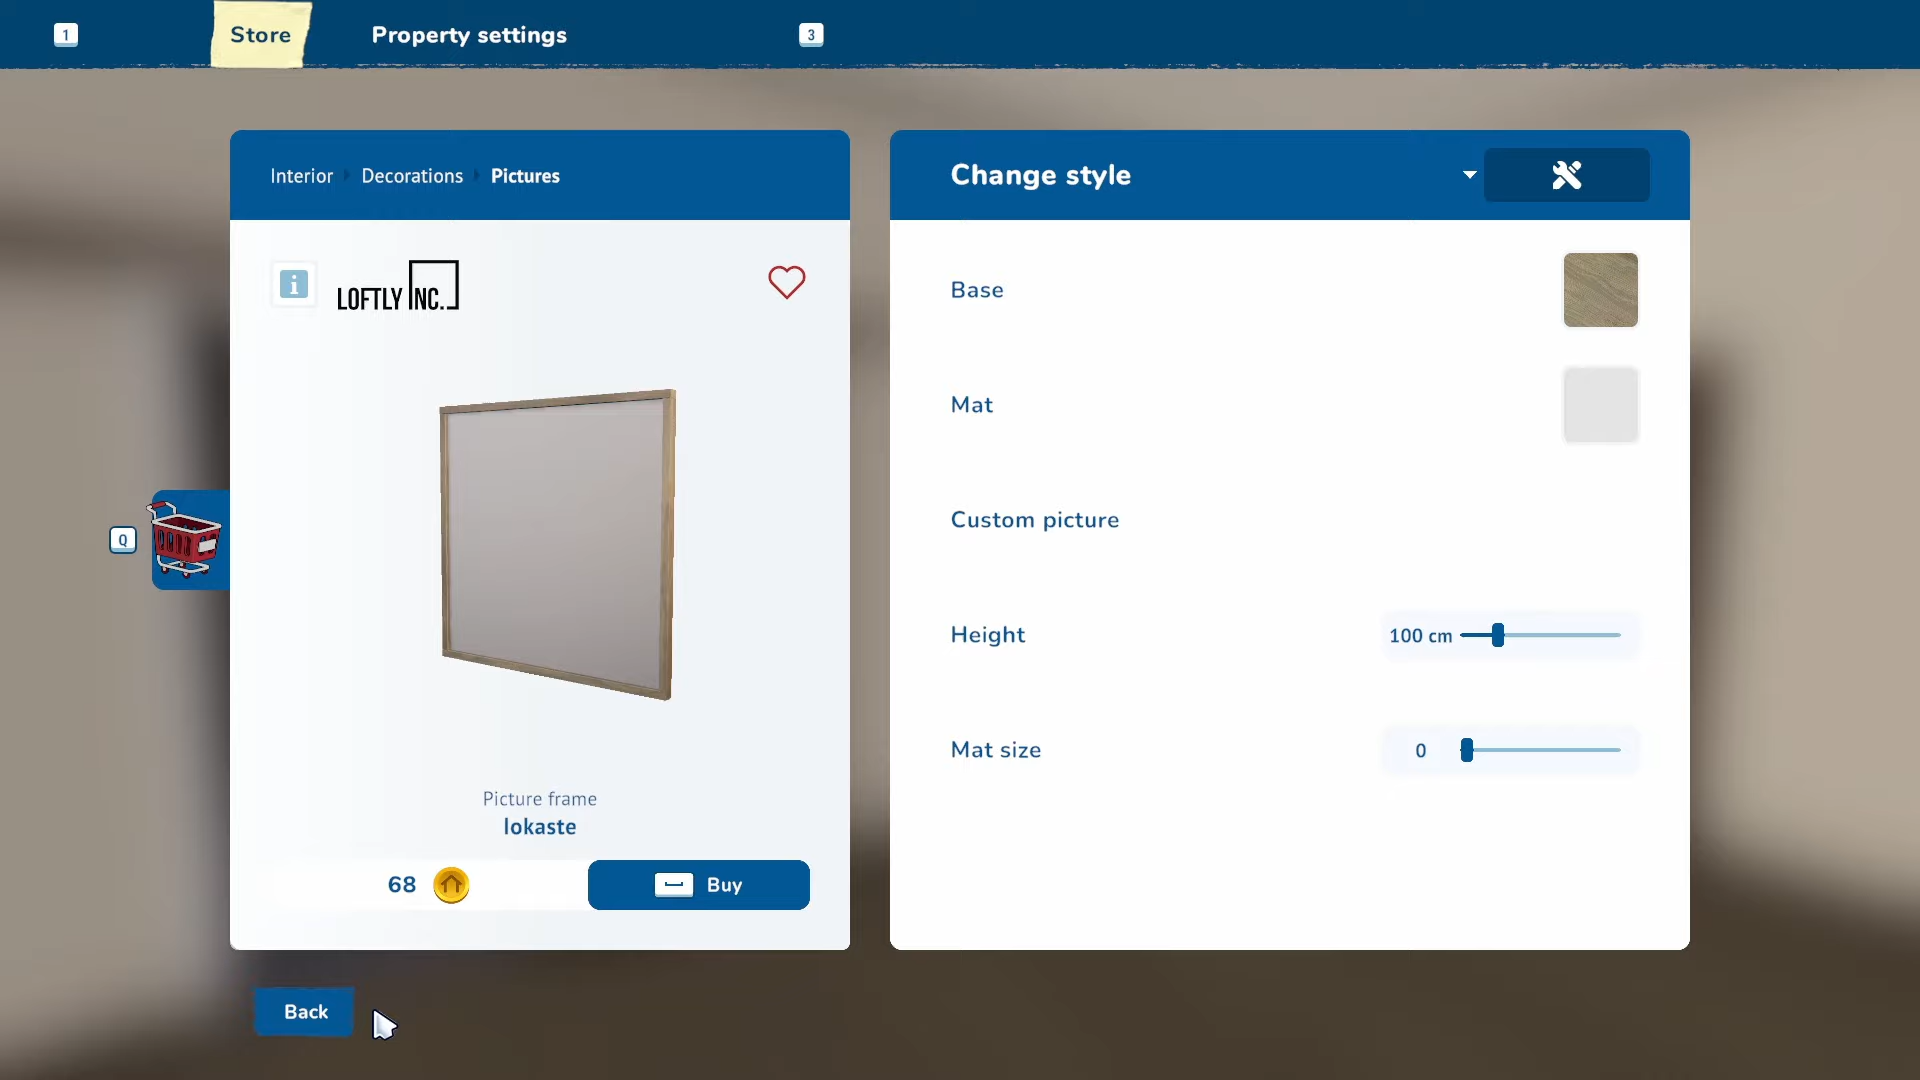 1
Store
Property settings
3
Interior
Decorations
Pictures
Change style
i
LOFTLY INC.
Base
Mat
Custom picture
Q
Height
100 cm
Mat size
0
Picture frame
Iokaste
68
Buy
Back